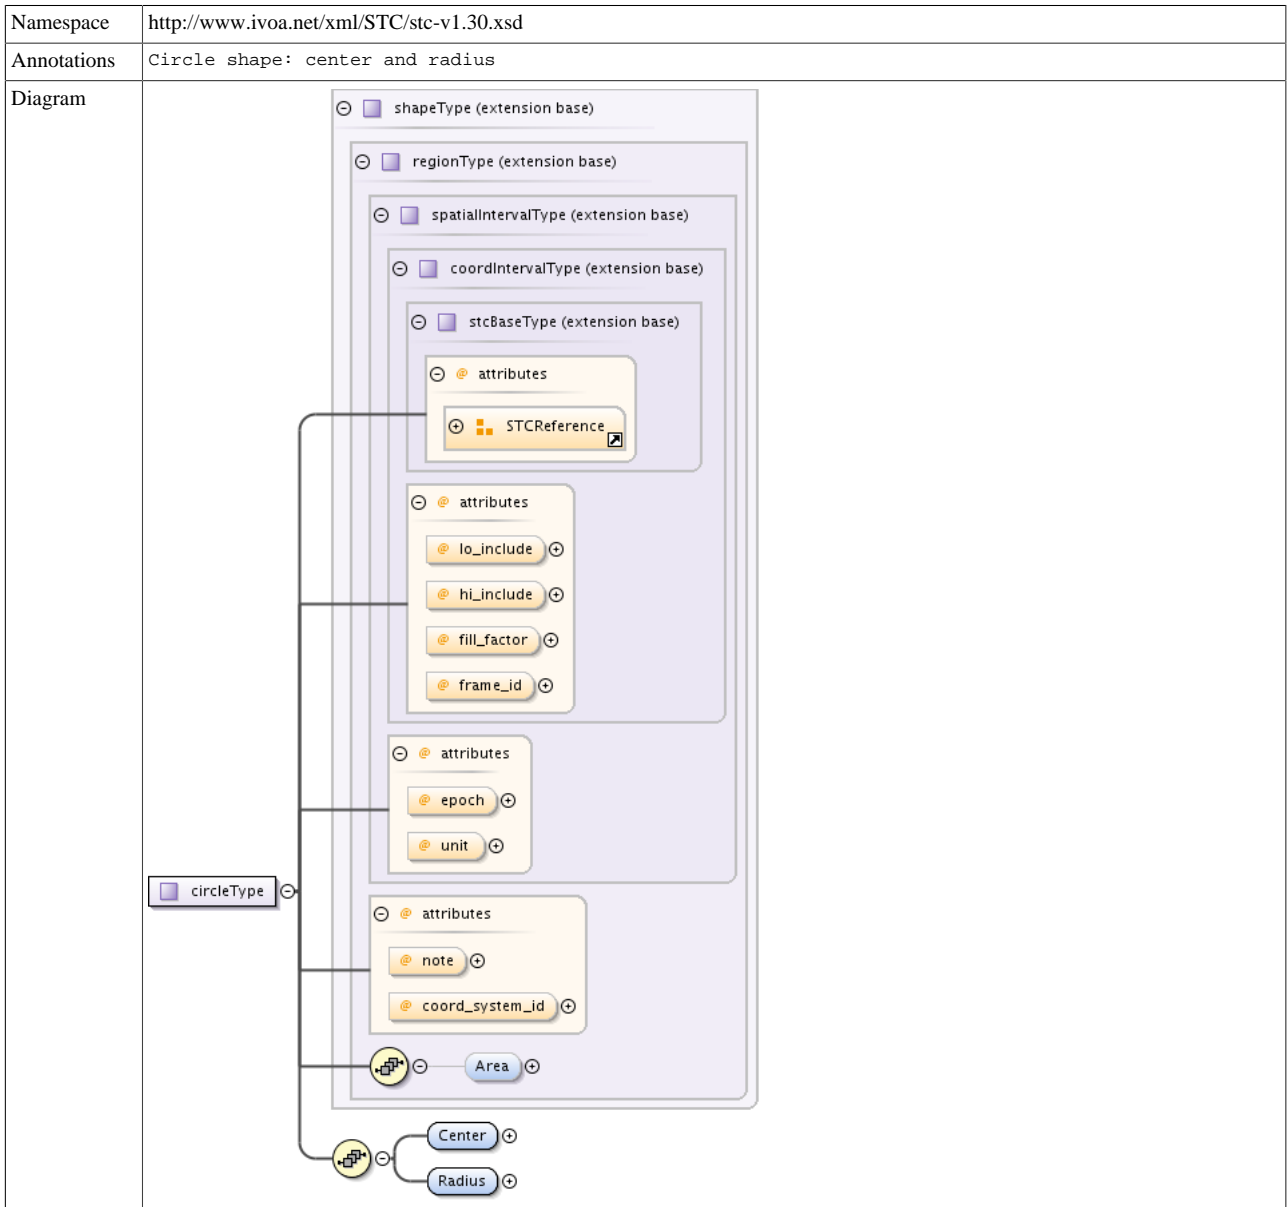 Namespace http://www.ivoa.net/xml/STC/stc-v1.30.xsd
Annotations Circle shape: center and radius
Diagram
shapeType (extension base)
regionType (extension base)
spatialIntervalType (extension base)
coordIntervalType (extension base)
stcBaseType (extension base)
@ attributes
STCReference
@ attributes
@ lo_include
@ hi_include
@ fill_factor
@ frame_id
@ attributes
@ epoch
@ unit
circleType
@ attributes
@ note
@ coord_system_id
Area
Center
Radius